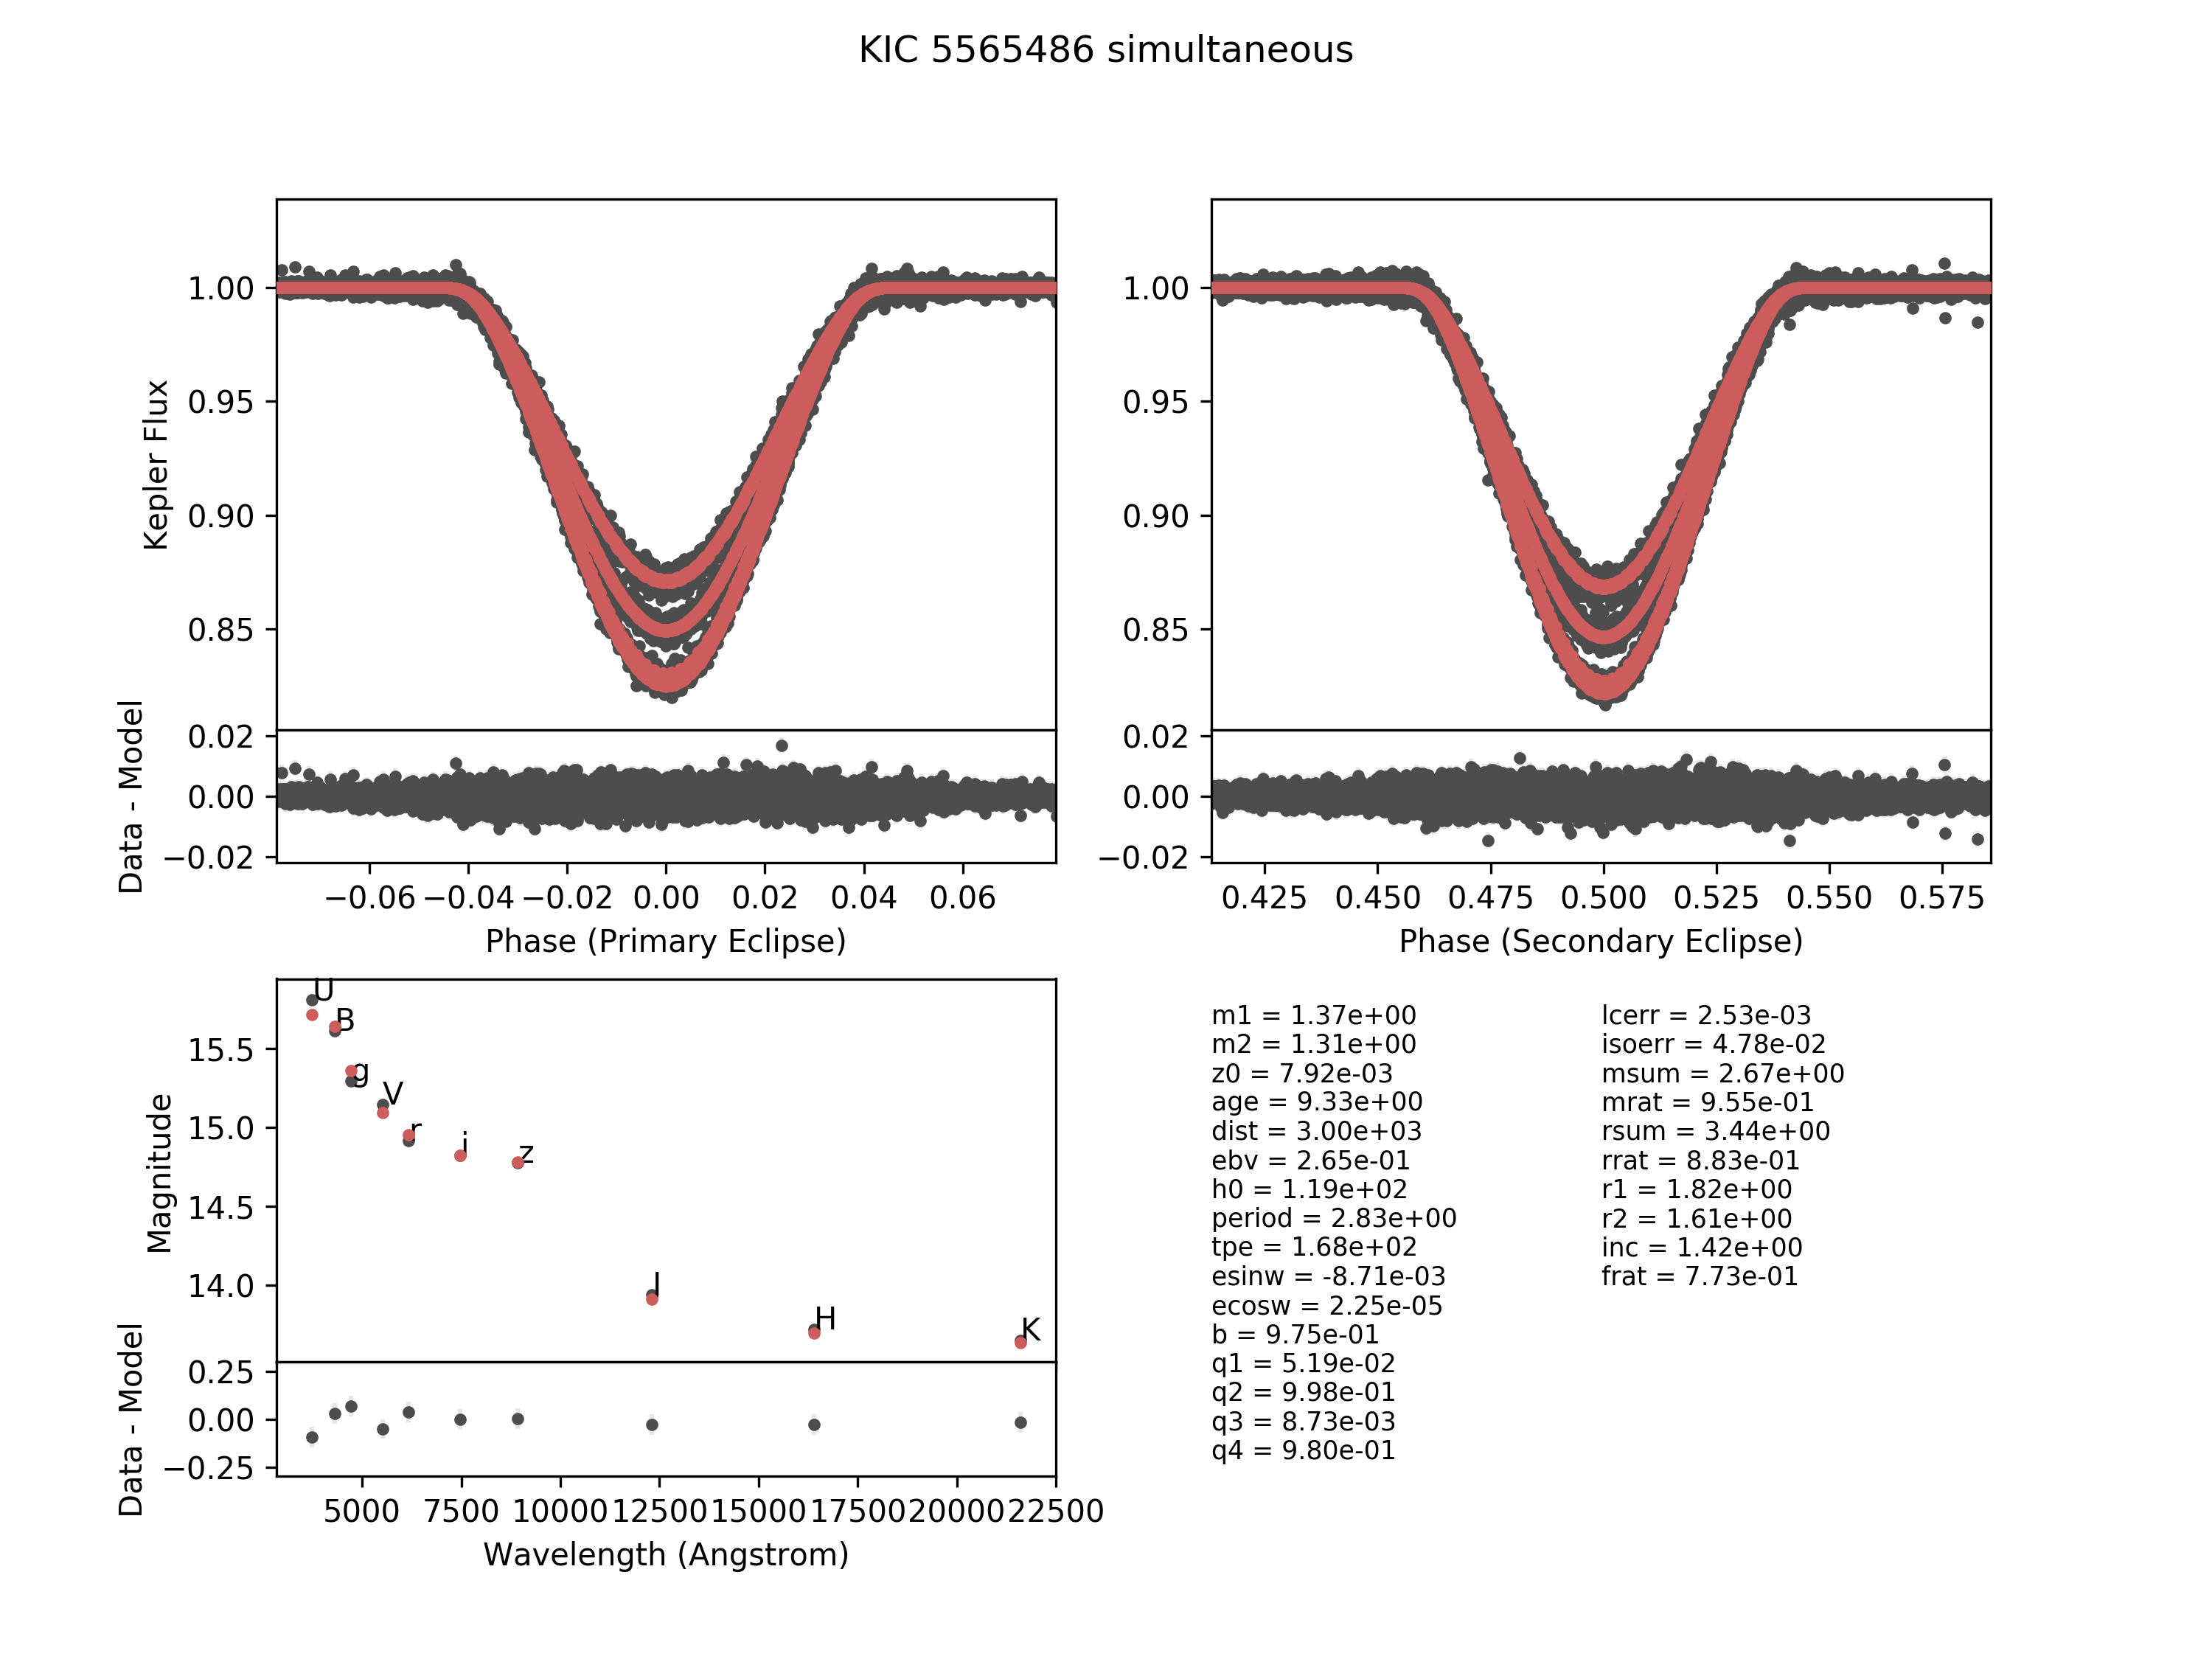 KIC 5565486 simultaneous
Kepler Flux
1.00
0.95
0.90
0.85
1.00
0.95
0.90
0.85
Data - Model
0.02
0.00
−0.02
0.02
0.00
−0.02
−0.06 −0.04 −0.02 0.00 0.02 0.04 0.06
Phase (Primary Eclipse)
0.425 0.450 0.475 0.500 0.525 0.550 0.575
Phase (Secondary Eclipse)
Magnitude
15.5
15.0
14.5
14.0
U
B
g
V
r
i
z
J
H
K
Data - Model
0.25
0.00
−0.25
5000 7500 10000 12500 15000 17500 20000 22500
Wavelength (Angstrom)
m1 = 1.37e+00
m2 = 1.31e+00
z0 = 7.92e-03
age = 9.33e+00
dist = 3.00e+03
ebv = 2.65e-01
h0 = 1.19e+02
period = 2.83e+00
tpe = 1.68e+02
esinw = -8.71e-03
ecosw = 2.25e-05
b = 9.75e-01
q1 = 5.19e-02
q2 = 9.98e-01
q3 = 8.73e-03
q4 = 9.80e-01
lcerr = 2.53e-03
isoerr = 4.78e-02
msum = 2.67e+00
mrat = 9.55e-01
rsum = 3.44e+00
rrat = 8.83e-01
r1 = 1.82e+00
r2 = 1.61e+00
inc = 1.42e+00
frat = 7.73e-01